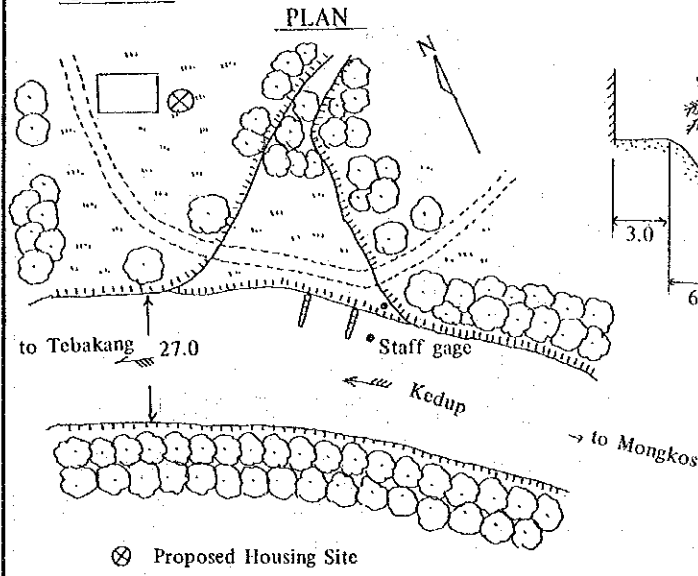 PLAN
N
3.0
6
to Tebakang
27.0
Staff gage
Kedup
→ to Mongkos
⊗ Proposed Housing Site